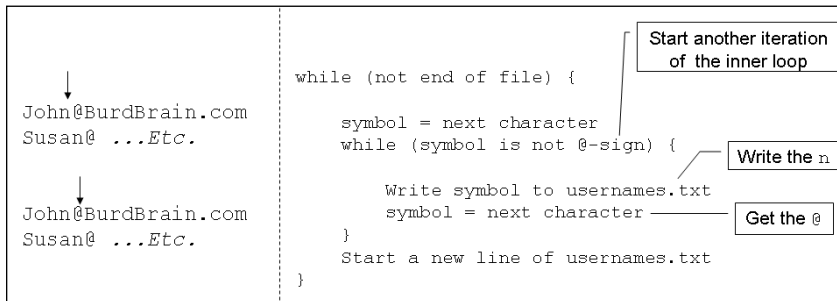 John@BurdBrain.com
Susan@ ...Etc.
John@BurdBrain.com
Susan@ ...Etc.
while (not end of file) {
symbol = next character
while (symbol is not @-sign) {
Write symbol to usernames.txt
symbol = next character
}
Start a new line of usernames.txt
}
Start another iteration
of the inner loop
Write the n
Get the @